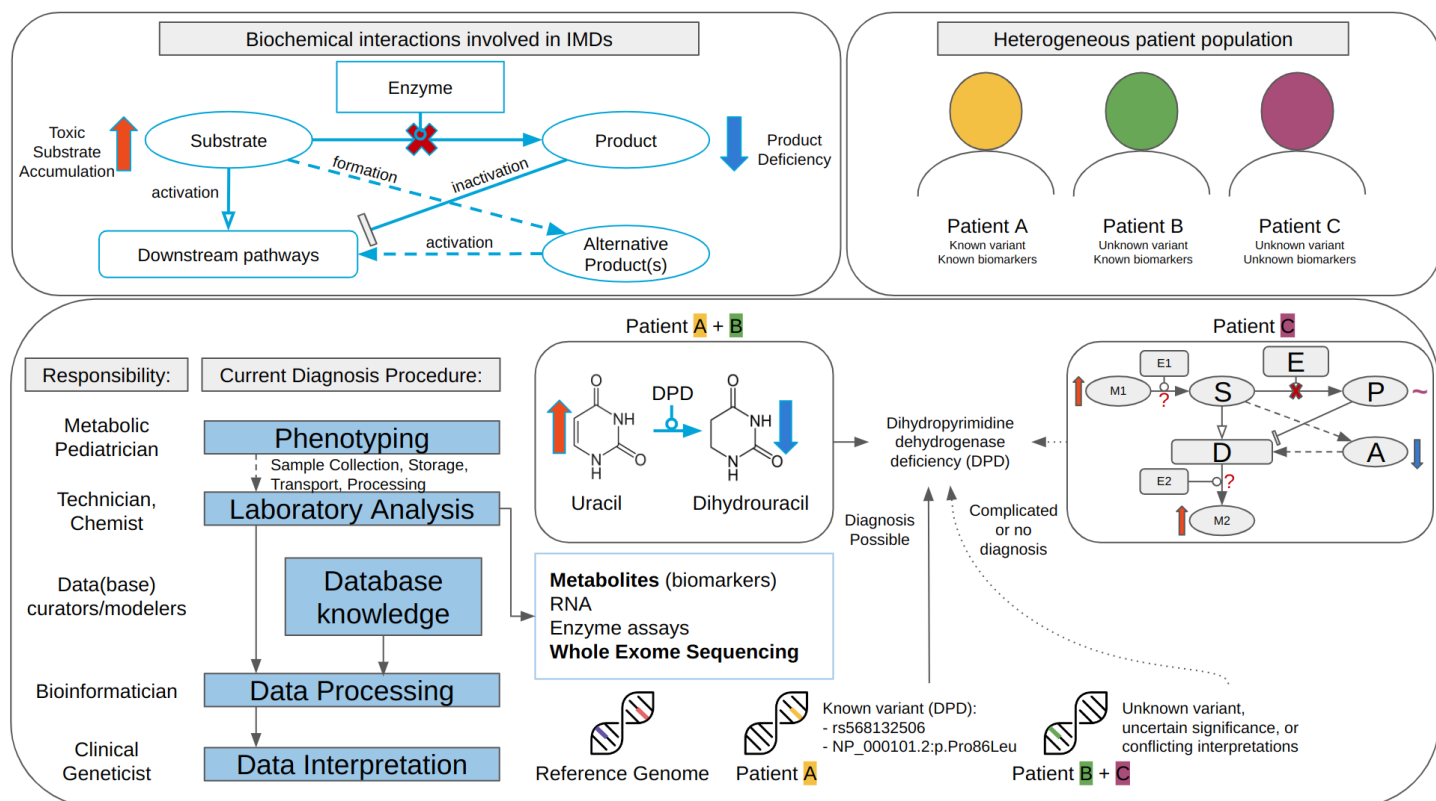 Biochemical interactions involved in IMDs
Enzyme
Toxic
Substrate
Accumulation
Substrate
Product
Product
Deficiency
formation
inactivation
activation
activation
Downstream pathways
Alternative
Product(s)
Heterogeneous patient population
Patient A
Known variant
Known biomarkers
Patient B
Unknown variant
Known biomarkers
Patient C
Unknown variant
Unknown biomarkers
Responsibility:
Current Diagnosis Procedure:
Metabolic
Pediatrician
Phenotyping
Sample Collection, Storage,
Transport, Processing
Technician,
Chemist
Laboratory Analysis
Data(base)
curators/modelers
Database
knowledge
Bioinformatician
Data Processing
Clinical
Geneticist
Data Interpretation
Patient A + B
O
NH
N
H
O
Uracil
DPD
O
NH
N
H
O
Dihydrouracil
Metabolites (biomarkers)
RNA
Enzyme assays
Whole Exome Sequencing
Dihydropyrimidine
dehydrogenase
deficiency (DPD)
Diagnosis
Possible
Complicated
or no
diagnosis
Patient C
E1
E
M1
?
S
P
~
D
A
E2
?
M2
Reference Genome
Known variant (DPD):
- rs568132506
- NP_000101.2:p.Pro86Leu
Patient A
Unknown variant,
uncertain significance, or
conflicting interpretations
Patient B + C